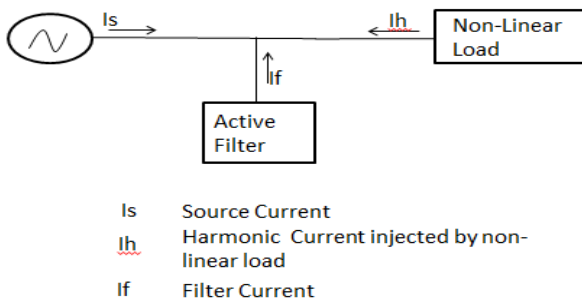 Is
Ih
Non-Linear
Load
If
Active
Filter
Is Source Current
Ih Harmonic Current injected by non-
linear load
If Filter Current